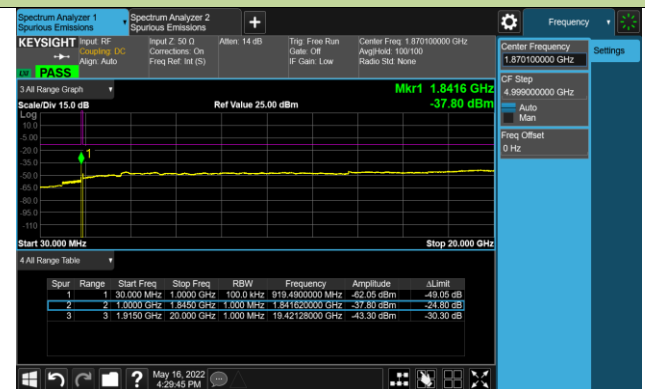 Spectrum Analyzer 1
Spurious Emissions
Spectrum Analyzer 2
Spurious Emissions
+
Frequency
KEYSIGHT
Input: RF
Coupling: DC
Align: Auto
Input Z: 50 Ω
Corrections: On
Freq Ref: Int (S)
Atten: 14 dB
Trig: Free Run
Gate: Off
IF Gain: Low
Center Freq: 1.870100000 GHz
Avg|Hold: 100/100
Radio Std: None
PASS
Center Frequency
1.870100000 GHz
Settings
CF Step
4.999000000 GHz
Auto
Man
Freq Offset
0 Hz
3 All Range Graph
Mkr1 1.8416 GHz
-37.80 dBm
Scale/Div 15.0 dB
Ref Value 25.00 dBm
Log
10.0
-5.00
-20.0
-35.0
-50.0
-65.0
-80.0
-95.0
-110
1
Start 30.000 MHz
Stop 20.000 GHz
4 All Range Table
Spur Range Start Freq Stop Freq RBW Frequency Amplitude ΔLimit
1 1 30.000 MHz 1.0000 GHz 100.0 kHz 919.4900000 MHz -62.05 dBm -49.05 dB
2 2 1.0000 GHz 1.8450 GHz 1.000 MHz 1.841620000 GHz -37.80 dBm -24.80 dB
3 3 1.9150 GHz 20.000 GHz 1.000 MHz 19.42128000 GHz -43.30 dBm -30.30 dB
?
May 16, 2022
4:29:45 PM